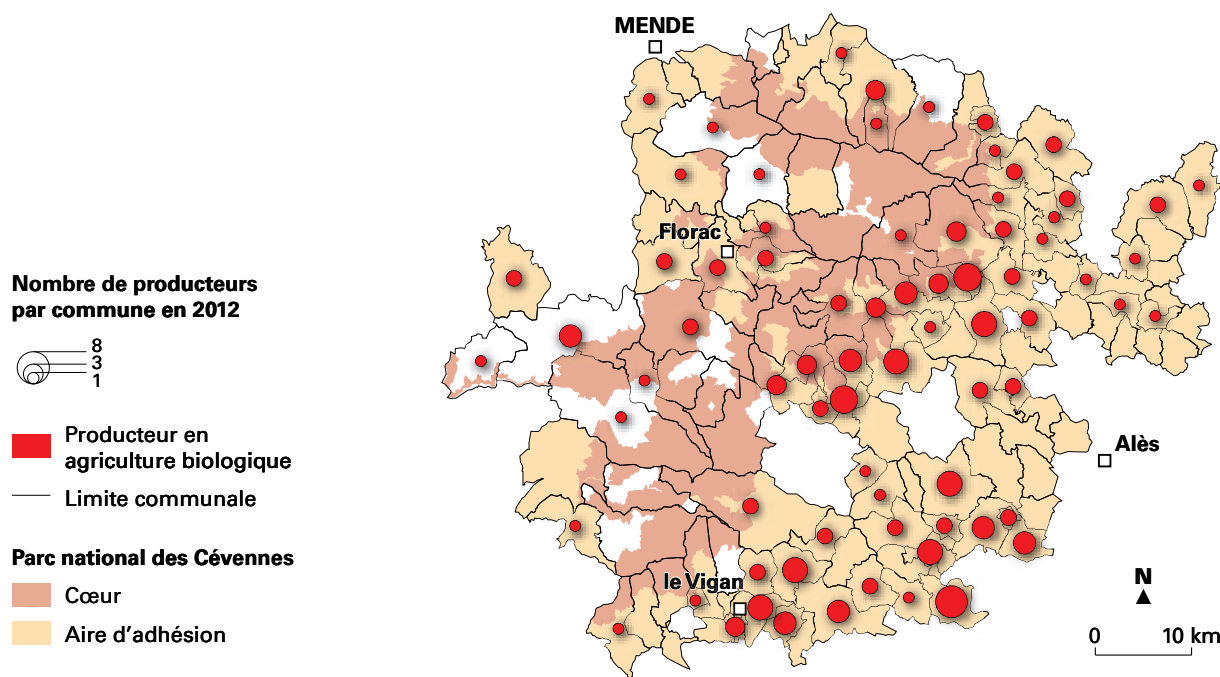 MENDE
Florac
Nombre de producteurs
par commune en 2012
8
3
1
Producteur en
agriculture biologique
Limite communale
Alès
Parc national des Cévennes
Cœur
Aire d'adhésion
le Vigan
N
0 10 km